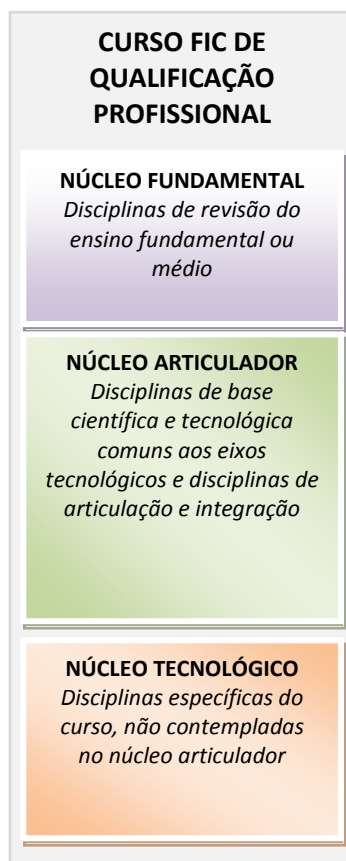 CURSO FIC DE
QUALIFICAÇÃO
PROFISSIONAL
NÚCLEO FUNDAMENTAL
Disciplinas de revisão do
ensino fundamental ou
médio
NÚCLEO ARTICULADOR
Disciplinas de base
científica e tecnológica
comuns aos eixos
tecnológicos e disciplinas de
articulação e integração
NÚCLEO TECNOLÓGICO
Disciplinas específicas do
curso, não contempladas
no núcleo articulador